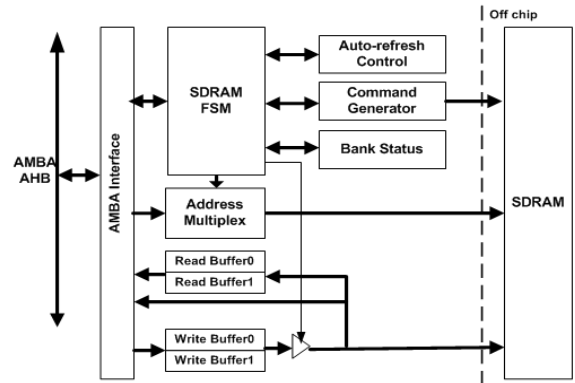 Off chip
Auto-refresh
Control
SDRAM
FSM
Command
Generator
Bank Status
AMBA
AHB
AMBA Interface
Address
Multiplex
SDRAM
Read Buffer0
Read Buffer1
Write Buffer0
Write Buffer1